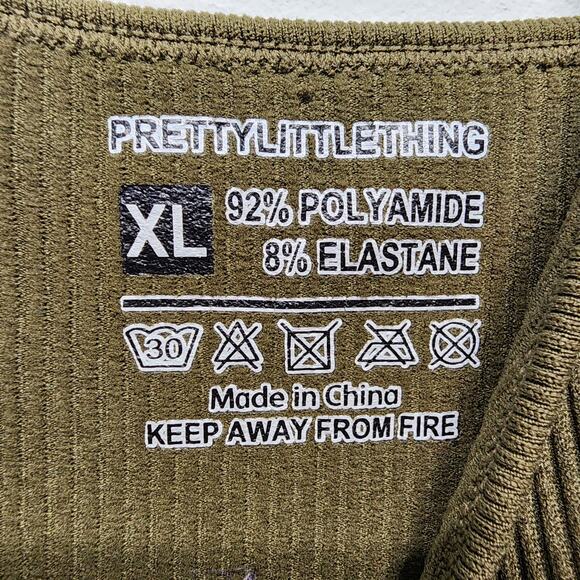 PRETTYLiTTLETHiNG
XL
92% POLYAMIDE
8% ELASTANE
30
Made in China
KEEP AWAY FROM FIRE